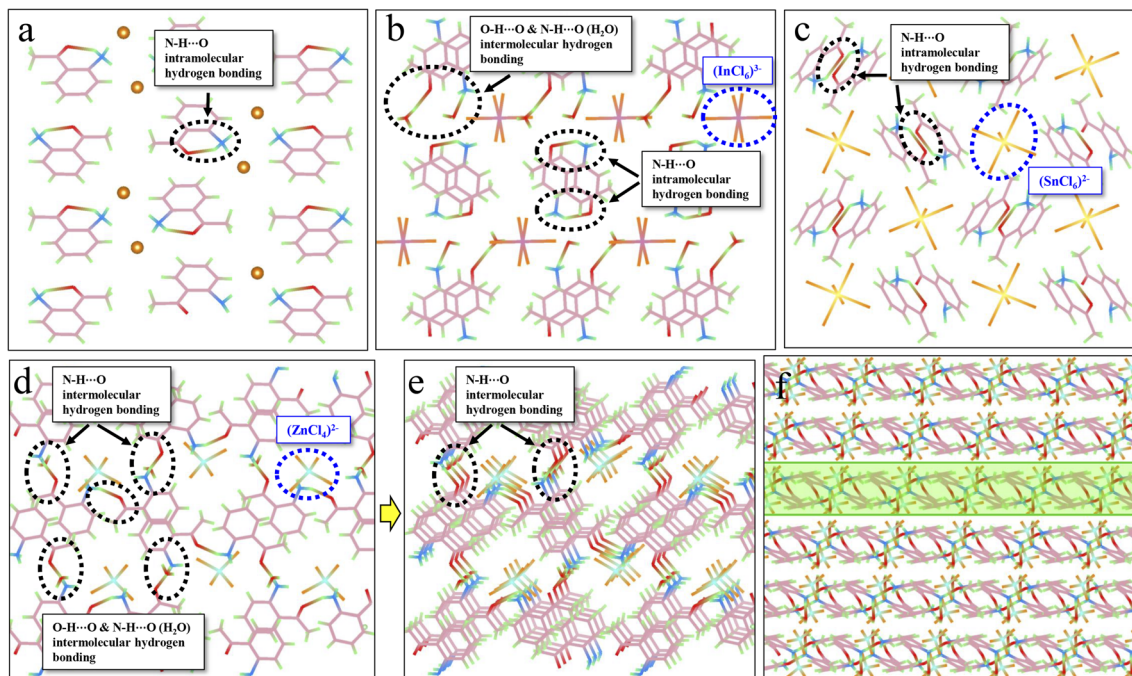 a
N-H···O
intramolecular
hydrogen bonding
b
O-H···O & N-H···O (H₂O)
intermolecular hydrogen
bonding
(InCl₆)³⁻
N-H···O
intramolecular
hydrogen bonding
c
N-H···O
intramolecular
hydrogen bonding
(SnCl₆)²⁻
d
N-H···O
intermolecular
hydrogen bonding
(ZnCl₄)²⁻
O-H···O & N-H···O (H₂O)
intermolecular hydrogen
bonding
e
N-H···O
intermolecular
hydrogen bonding
f